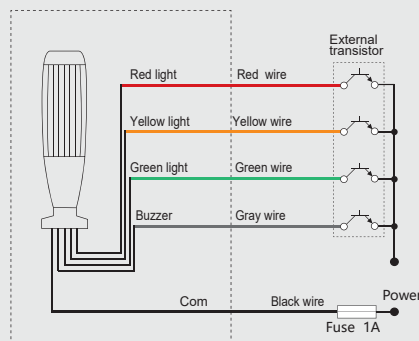 External
transistor
Red light Red wire
Yellow light Yellow wire
Green light Green wire
Buzzer Gray wire
Com Black wire Power
Fuse 1A